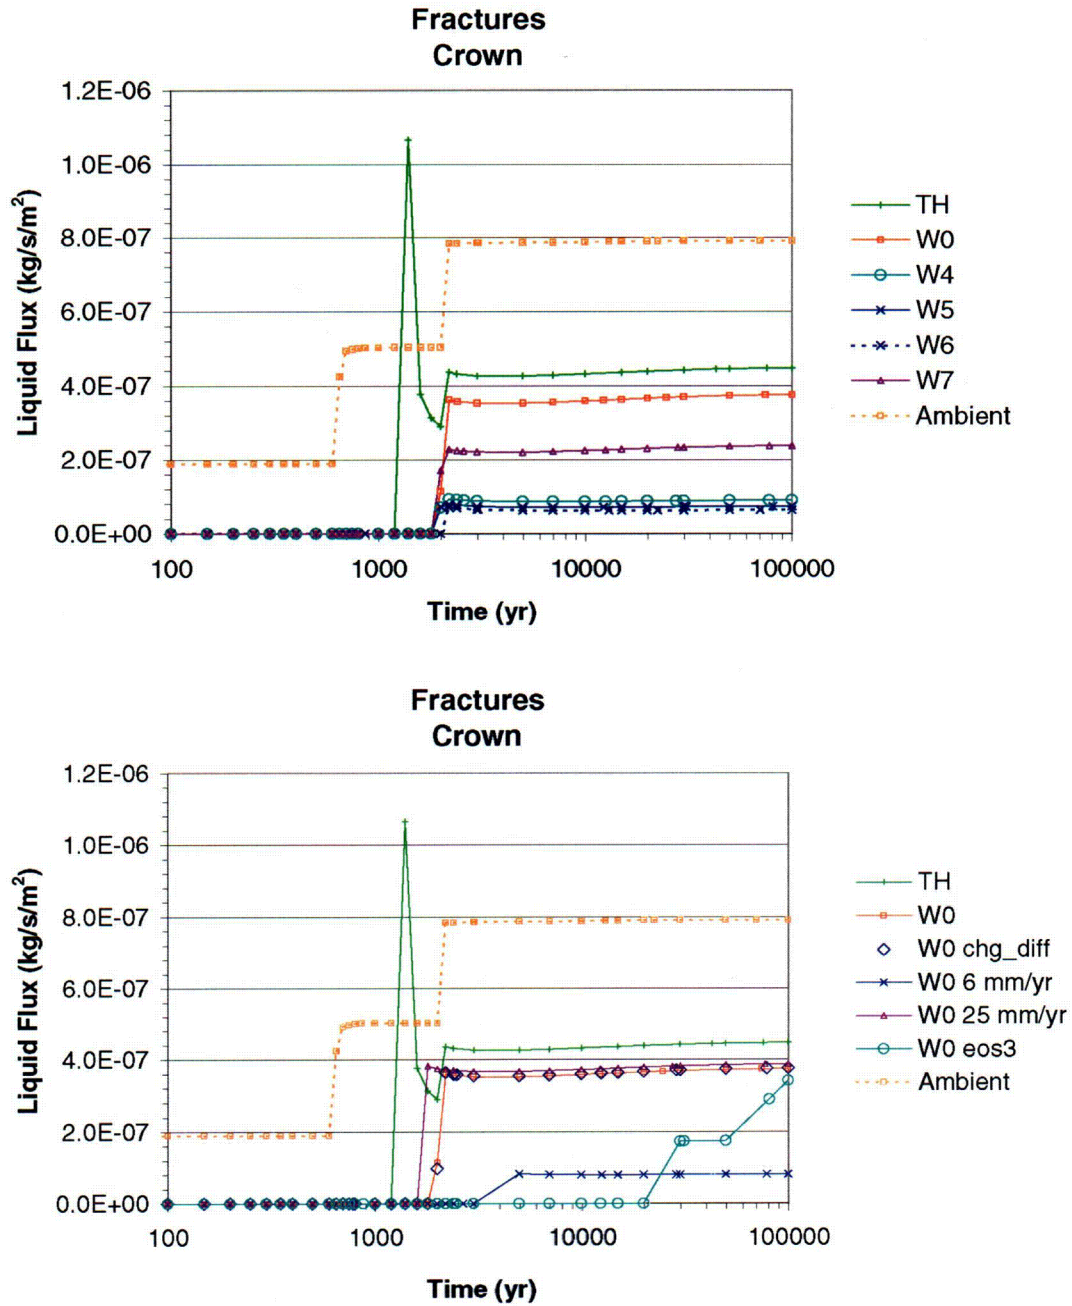 Fractures
Crown
1.2E-06
1.0E-06
8.0E-07
6.0E-07
4.0E-07
2.0E-07
0.0E+00
Liquid Flux (kg/s/m²)
100
1000
10000
100000
Time (yr)
TH
W0
W4
W5
W6
W7
Ambient
Fractures
Crown
1.2E-06
1.0E-06
8.0E-07
6.0E-07
4.0E-07
2.0E-07
0.0E+00
Liquid Flux (kg/s/m²)
100
1000
10000
100000
Time (yr)
TH
W0
W0 chg_diff
W0 6 mm/yr
W0 25 mm/yr
W0 eos3
Ambient